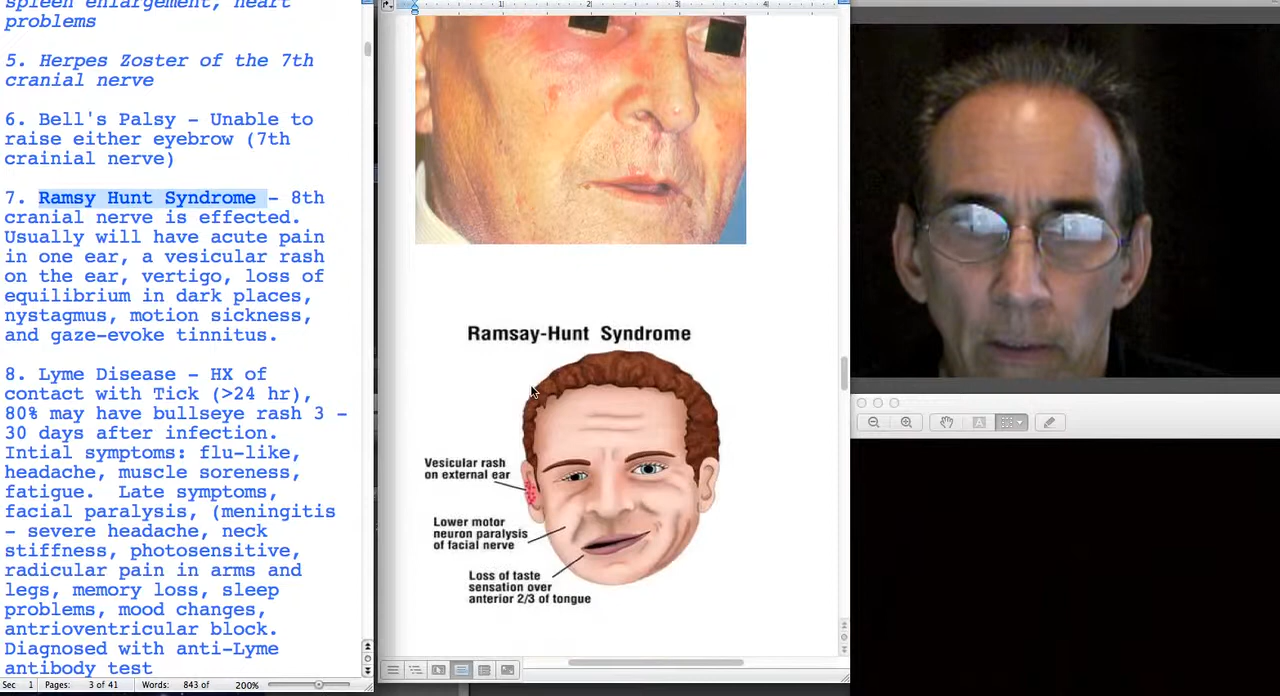 spleen enlargement, heart
problems
5. Herpes Zoster of the 7th
cranial nerve
6. Bell's Palsy - Unable to
raise either eyebrow (7th
crainial nerve)
7. Ramsy Hunt Syndrome - 8th
cranial nerve is effected.
Usually will have acute pain
in one ear, a vesicular rash
on the ear, vertigo, loss of
equilibrium in dark places,
nystagmus, motion sickness,
and gaze-evoke tinnitus.
8. Lyme Disease - HX of
contact with Tick (>24 hr),
80% may have bullseye rash 3 -
30 days after infection.
Intial symptoms: flu-like,
headache, muscle soreness,
fatigue. Late symptoms,
facial paralysis, (meningitis
- severe headache, neck
stiffness, photosensitive,
radicular pain in arms and
legs, memory loss, sleep
problems, mood changes,
antrioventricular block.
Diagnosed with anti-Lyme
antibody test
Sec 1 Pages: 3 of 41 Words: 843 of 200%
1 2 3 4
Ramsay-Hunt Syndrome
Vesicular rash
on external ear
Lower motor
neuron paralysis
of facial nerve
Loss of taste
sensation over
anterior 2/3 of tongue
A